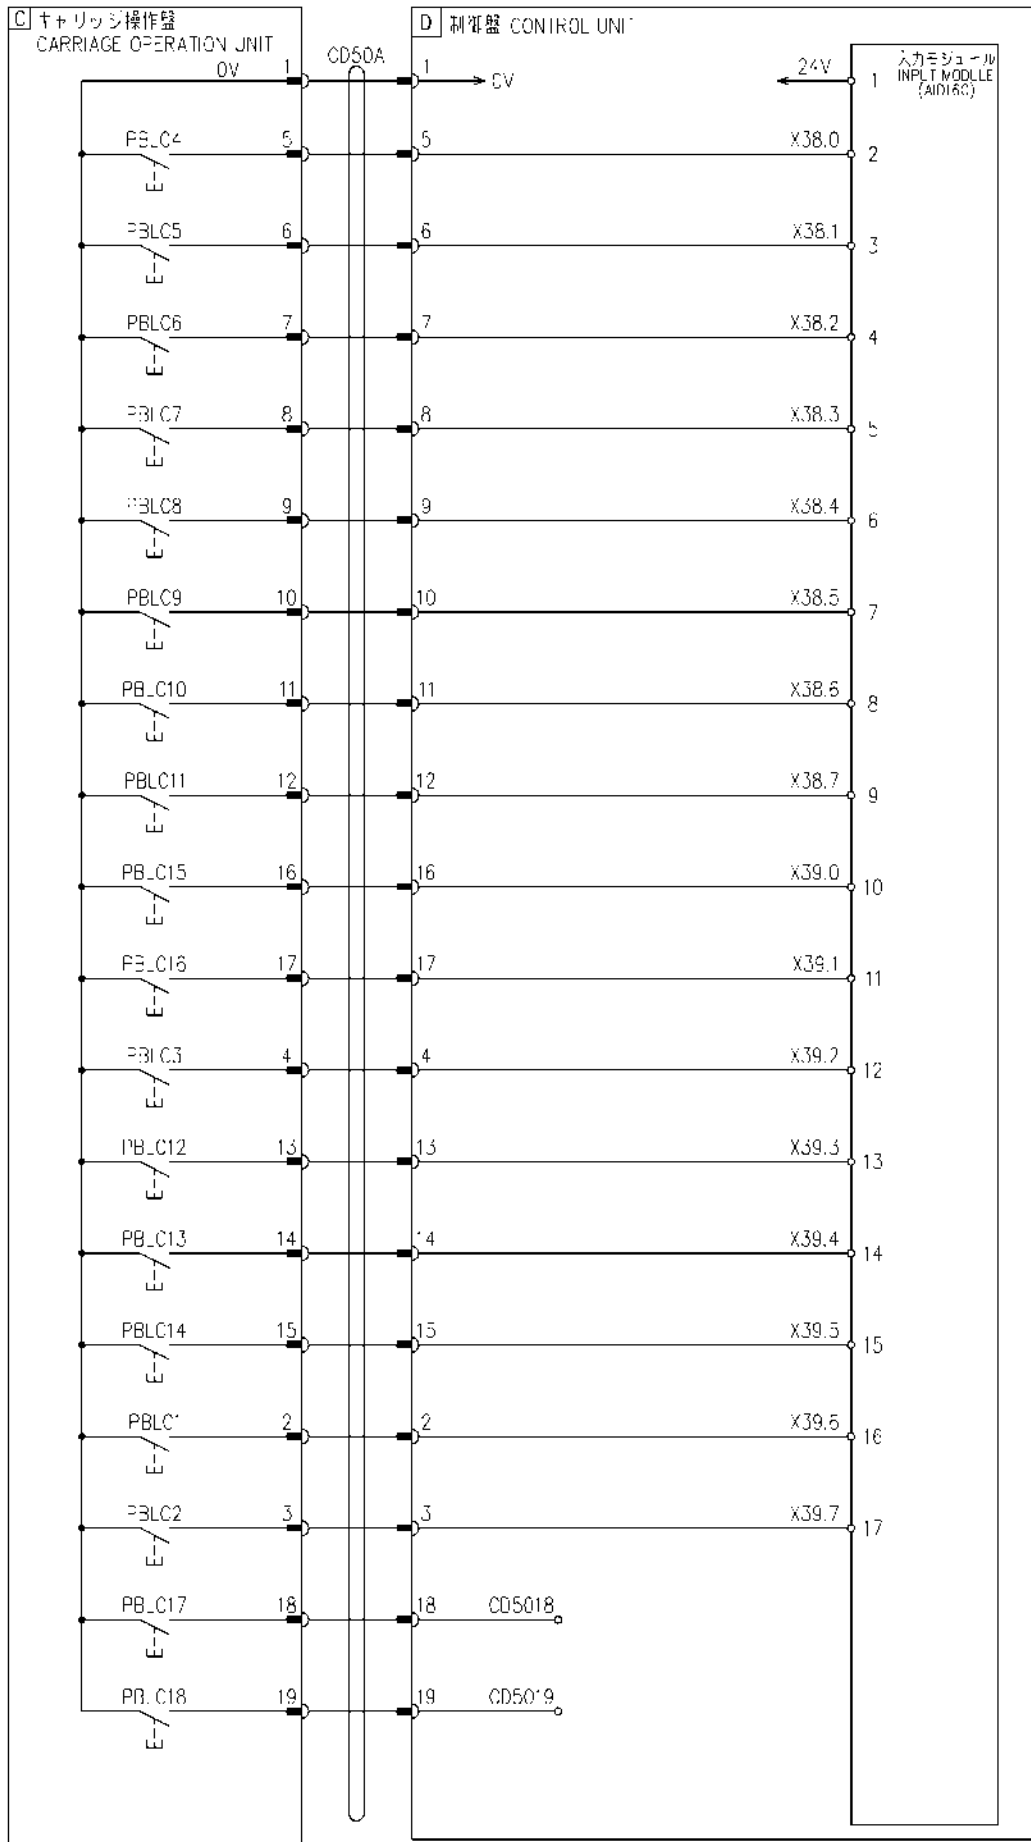 C キャリッジ操作盤
CARRIAGE OPERATION UNIT
D 制御盤 CONTROL UNIT
CD50A
入力モジュール
INPUT MODULE
(AID16C)
0V 1 1 0V 24V 1
PBLC4 5 5 X38.0 2
PBLC5 6 6 X38.1 3
PBLC6 7 7 X38.2 4
PBLC7 8 8 X38.3 5
PBLC8 9 9 X38.4 6
PBLC9 10 10 X38.5 7
PBLC10 11 11 X38.6 8
PBLC11 12 12 X38.7 9
PBLC15 16 16 X39.0 10
PBLC16 17 17 X39.1 11
PBLC3 4 4 X39.2 12
PBLC12 13 13 X39.3 13
PBLC13 14 14 X39.4 14
PBLC14 15 15 X39.5 15
PBLC1 2 2 X39.6 16
PBLC2 3 3 X39.7 17
PBLC17 18 18 CD5018
PBLC18 19 19 CD5019